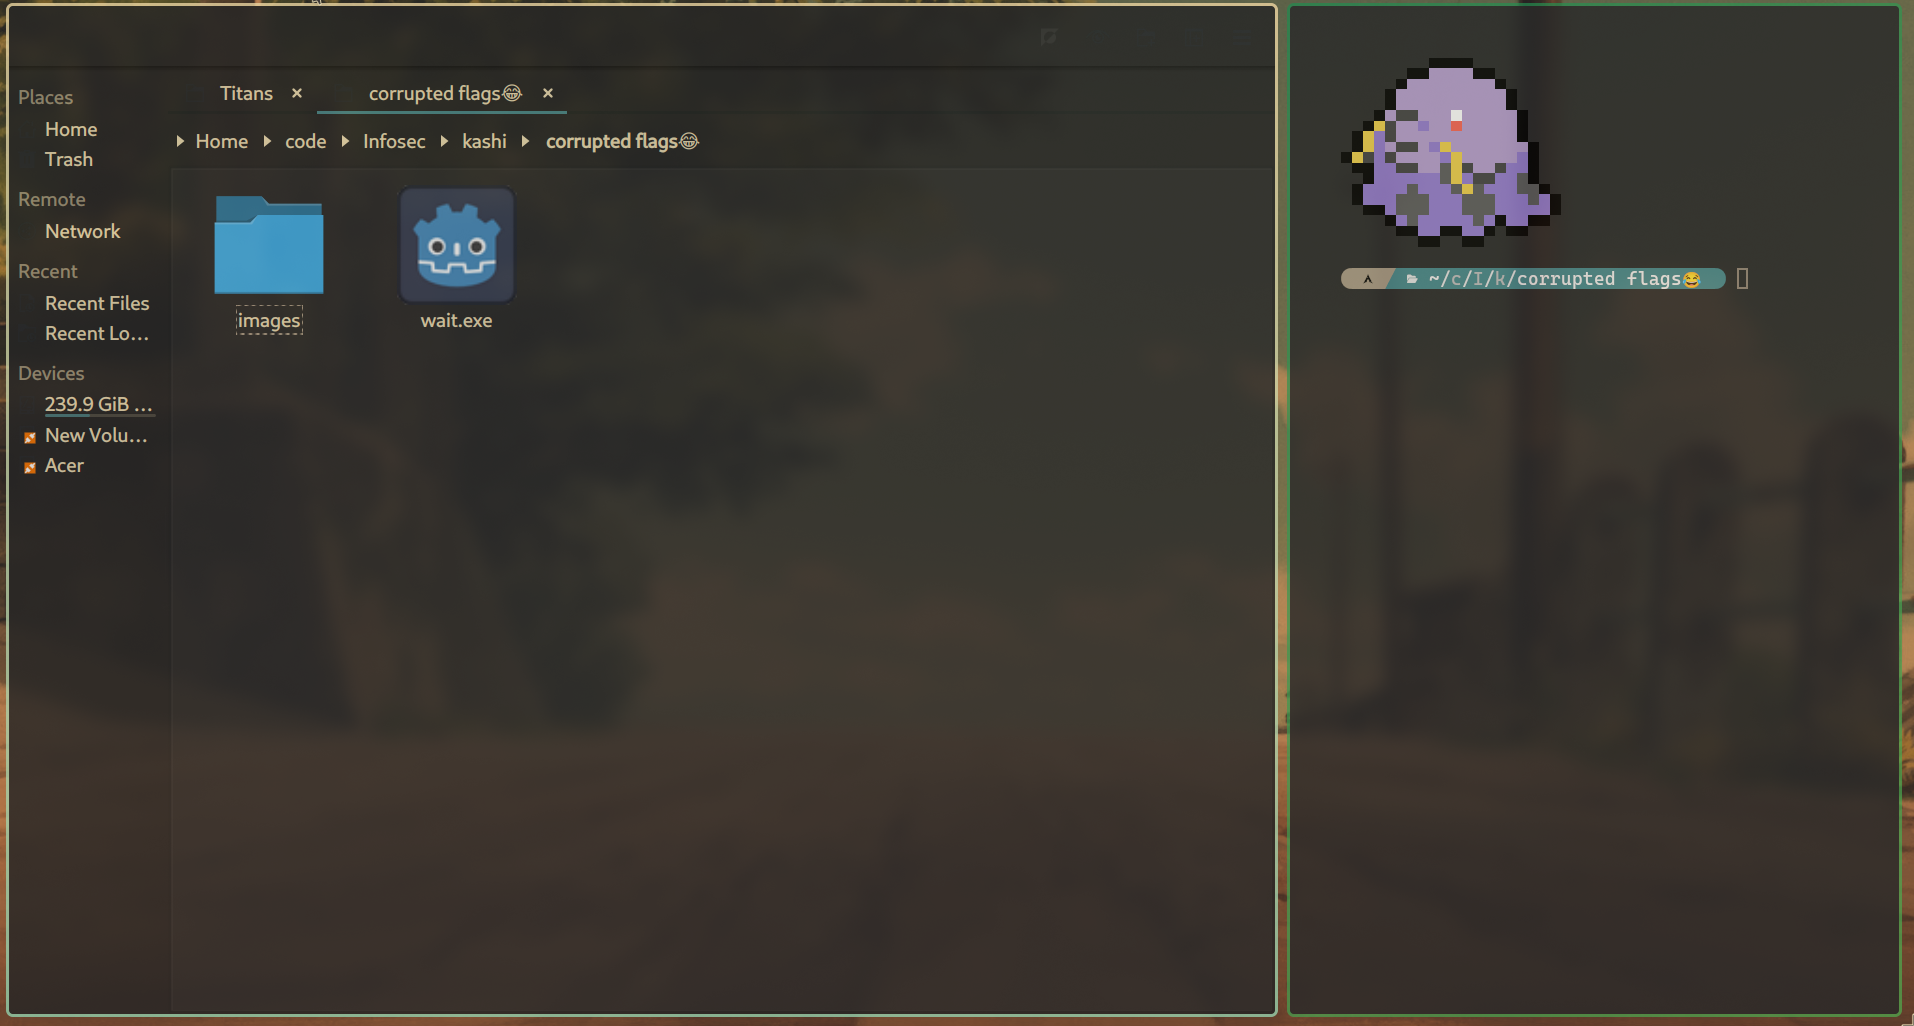 Places
Home
Trash
Remote
Network
Recent
Recent Files
Recent Lo...
Devices
239.9 GiB ...
New Volu...
Acer
Titans × corrupted flags😂 ×
Home code Infosec kashi corrupted flags😂
images
wait.exe
~/c/I/k/corrupted flags😂